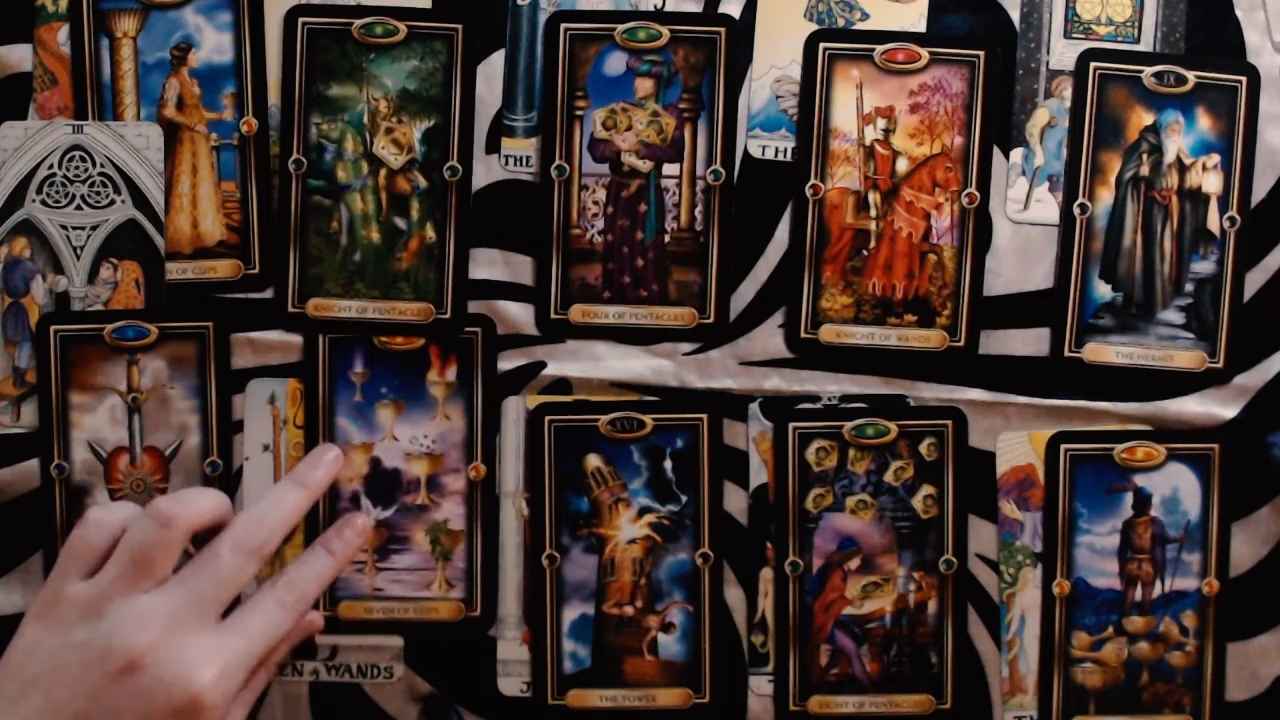 III
IX
THE
TH
N OF CUPS
KNIGHT OF PENTACLES
FOUR OF PENTACLES
KNIGHT OF WANDS
THE HERMIT
XVI
SEVEN OF CUPS
EN of WANDS
THE TOWER
J
EIGHT OF PENTACLES